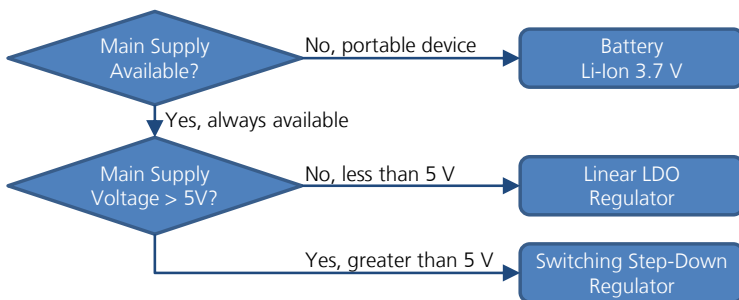 Main Supply
Available?
No, portable device
Battery
Li-Ion 3.7 V
Yes, always available
Main Supply
Voltage > 5V?
No, less than 5 V
Linear LDO
Regulator
Yes, greater than 5 V
Switching Step-Down
Regulator